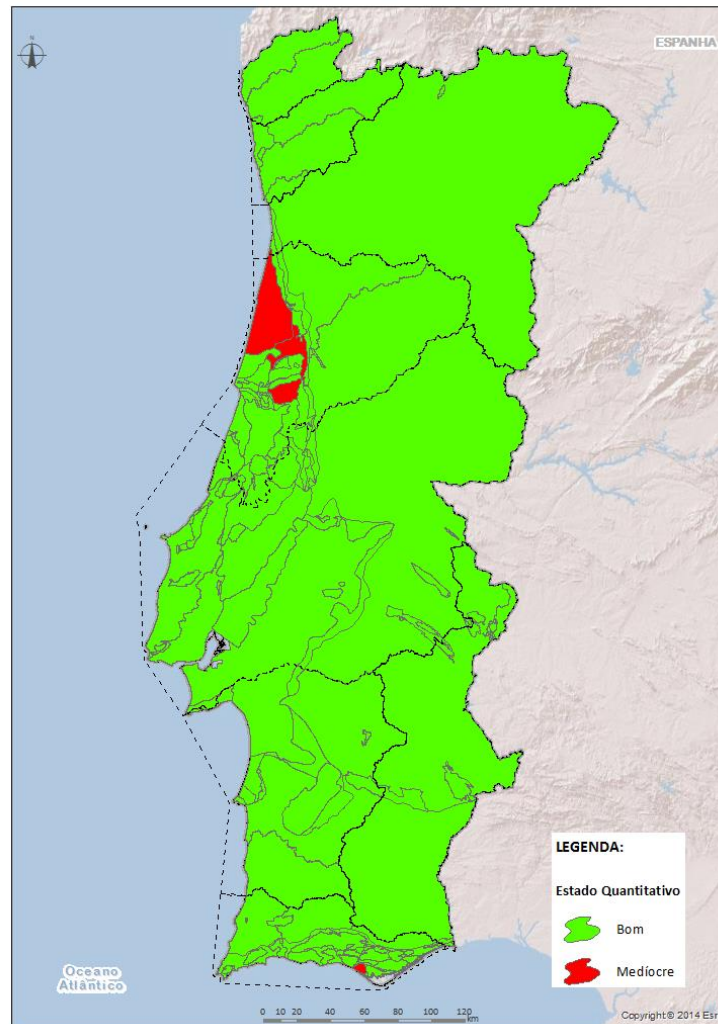 N
ESPANHA
LEGENDA:
Estado Quantitativo
Bom
Medíocre
Oceano
Atlântico
0 10 20 40 60 80 100 120
km
Copyright:© 2014 Esr